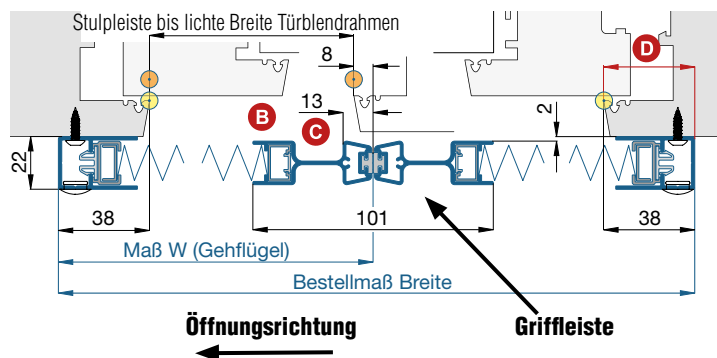 Stulpleiste bis lichte Breite Türblendrahmen
8
D
13
B
C
2
22
38
101
38
Maß W (Gehflügel)
Bestellmaß Breite
Öffnungsrichtung
Griffleiste